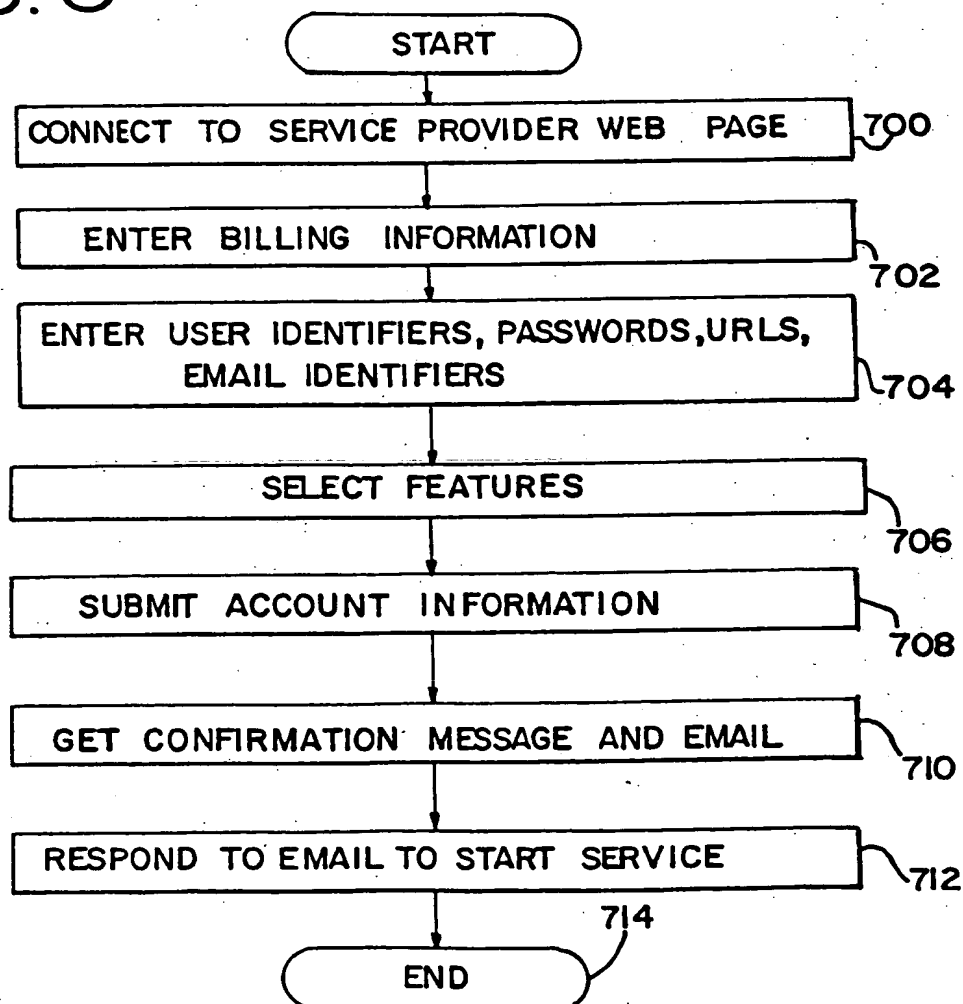 START
CONNECT TO SERVICE PROVIDER WEB PAGE
700
ENTER BILLING INFORMATION
702
ENTER USER IDENTIFIERS, PASSWORDS, URLS,
EMAIL IDENTIFIERS
704
SELECT FEATURES
706
SUBMIT ACCOUNT INFORMATION
708
GET CONFIRMATION MESSAGE AND EMAIL
710
RESPOND TO EMAIL TO START SERVICE
712
714
END